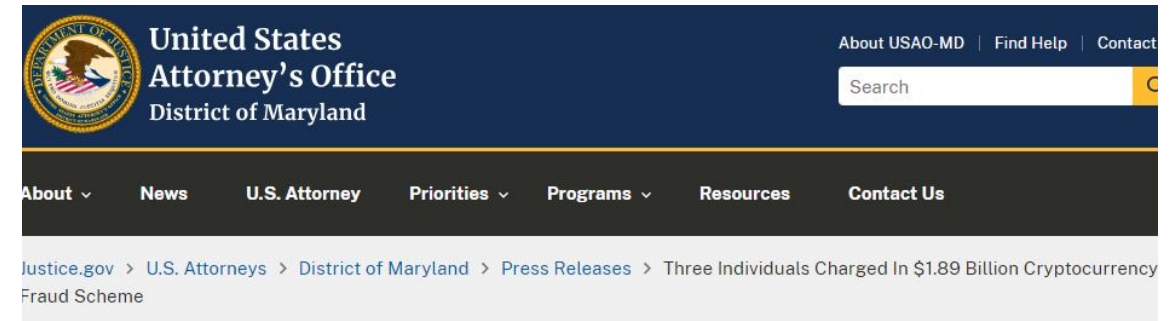 United States
Attorney's Office
District of Maryland
About USAO-MD | Find Help | Contact
Search
About
News
U.S. Attorney
Priorities
Programs
Resources
Contact Us
Justice.gov > U.S. Attorneys > District of Maryland > Press Releases > Three Individuals Charged In $1.89 Billion Cryptocurrency
Fraud Scheme